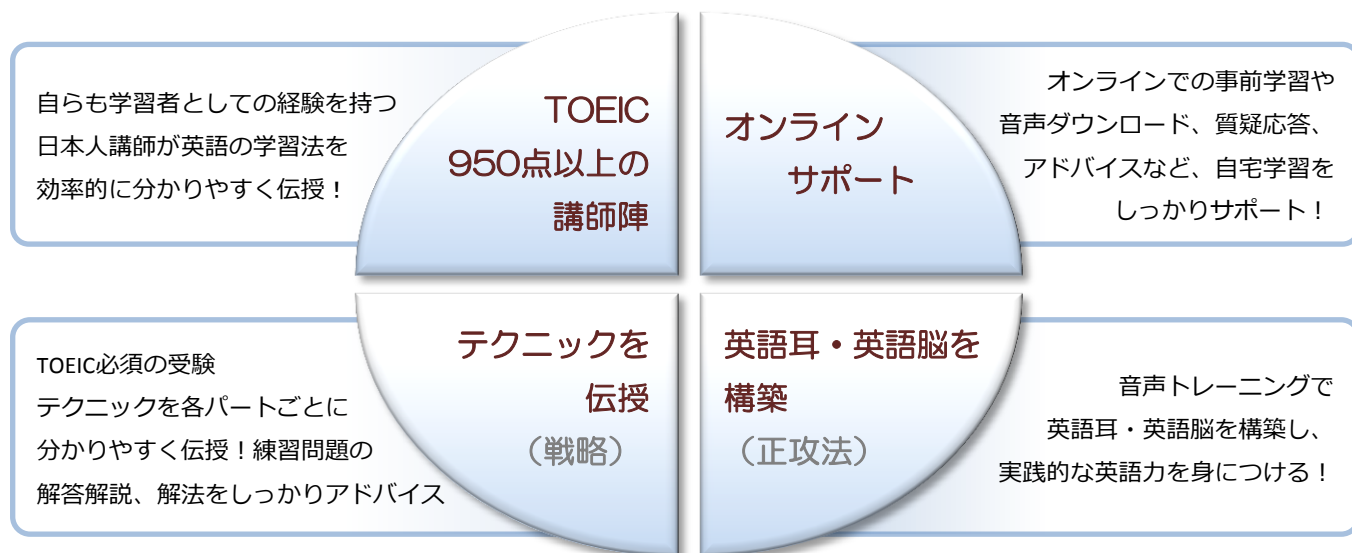 自らも学習者としての経験を持つ
日本人講師が英語の学習法を
効率的に分かりやすく伝授！
TOEIC
950点以上の
講師陣
オンライン
サポート
オンラインでの事前学習や
音声ダウンロード、質疑応答、
アドバイスなど、自宅学習を
しっかりサポート！
TOEIC必須の受験
テクニックを各パートごとに
分かりやすく伝授！練習問題の
解答解説、解法をしっかりアドバイス
テクニックを
伝授
（戦略）
英語耳・英語脳を
構築
（正攻法）
音声トレーニングで
英語耳・英語脳を構築し、
実践的な英語力を身につける！